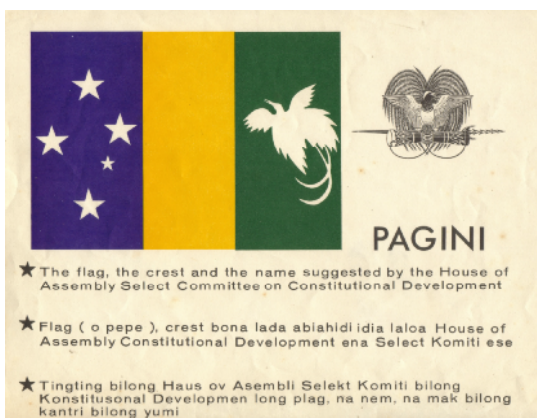 PAGINI
The flag, the crest and the name suggested by the House of
Assembly Select Committee on Constitutional Development
Flag ( o pepe ), crest bona lada abiahidi idia laloa House of
Assembly Constitutional Development ena Select Komiti ese
Tingting bilong Haus ov Asembli Selekt Komiti bilong
Konstitusonal Developmen long plag, na nem, na mak bilong
kantri bilong yumi